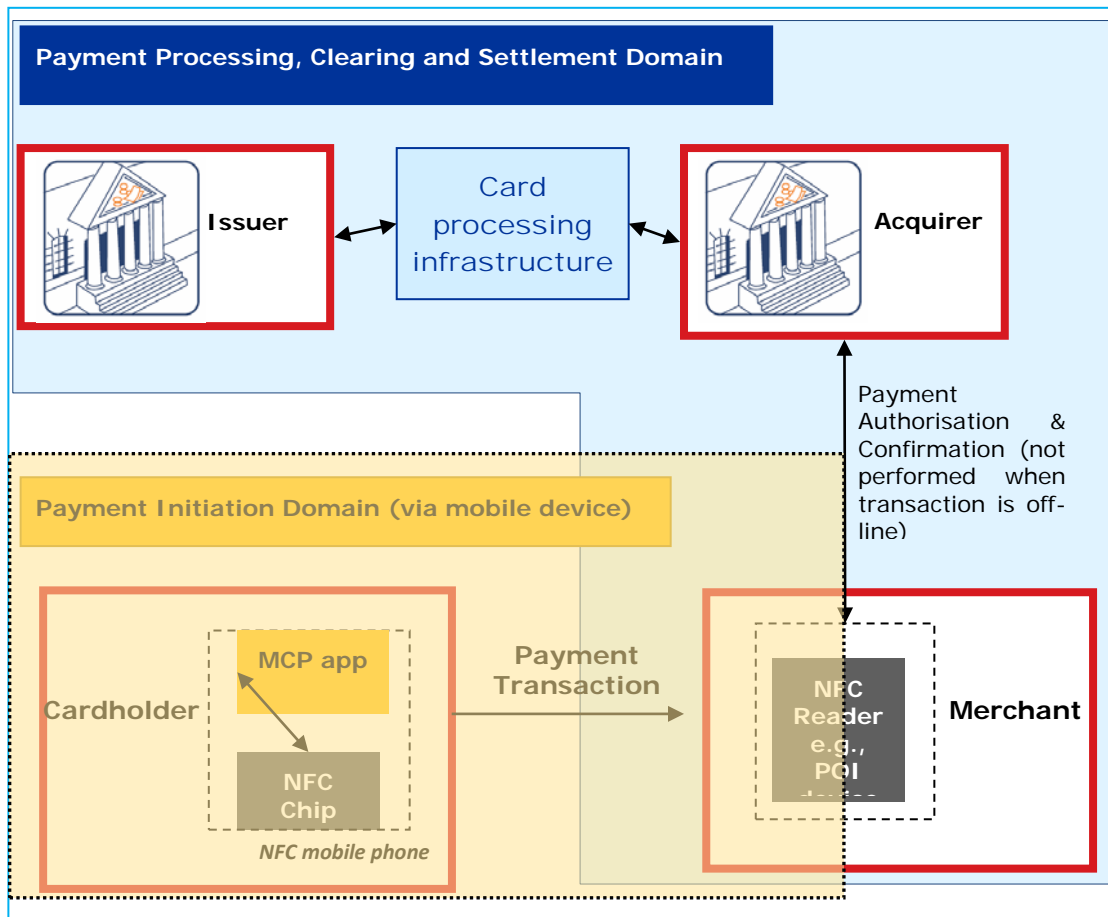 Payment Processing, Clearing and Settlement Domain
Issuer
Card
processing
infrastructure
Acquirer
Payment
Authorisation &
Confirmation (not
performed when
transaction is off-
line)
Payment Initiation Domain (via mobile device)
Cardholder
MCP app
NFC
Chip
NFC mobile phone
Payment
Transaction
NFC
Reader
e.g.,
POI
device
Merchant